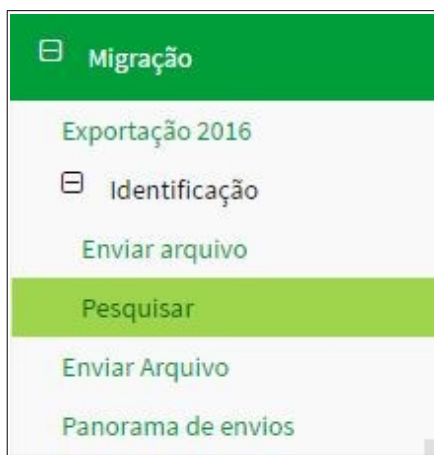 Migração
Exportação 2016
Identificação
Enviar arquivo
Pesquisar
Enviar Arquivo
Panorama de envios